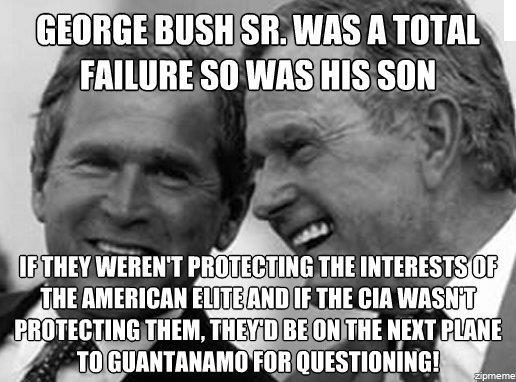 GEORGE BUSH SR. WAS A TOTAL
FAILURE SO WAS HIS SON
IF THEY WEREN'T PROTECTING THE INTERESTS OF
THE AMERICAN ELITE AND IF THE CIA WASN'T
PROTECTING THEM, THEY'D BE ON THE NEXT PLANE
TO GUANTANAMO FOR QUESTIONING!
zipmeme